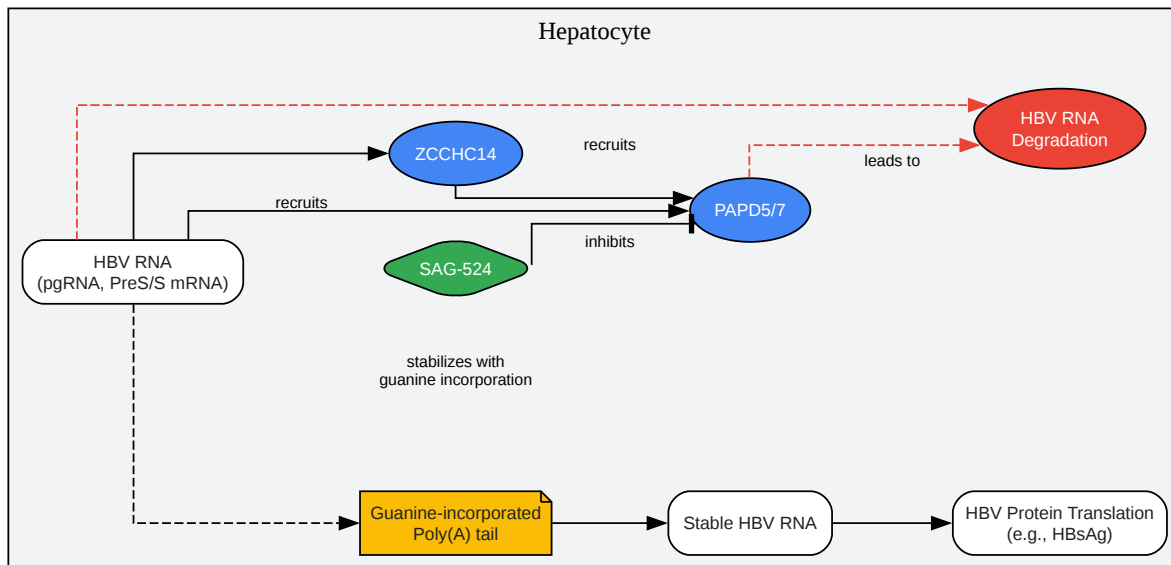 Hepatocyte
HBV RNA
Degradation
ZCCHC14
recruits
leads to
recruits
PAPD5/7
inhibits
HBV RNA
(pgRNA, PreS/S mRNA)
SAG-524
stabilizes with
guanine incorporation
Guanine-incorporated
Poly(A) tail
Stable HBV RNA
HBV Protein Translation
(e.g., HBsAg)